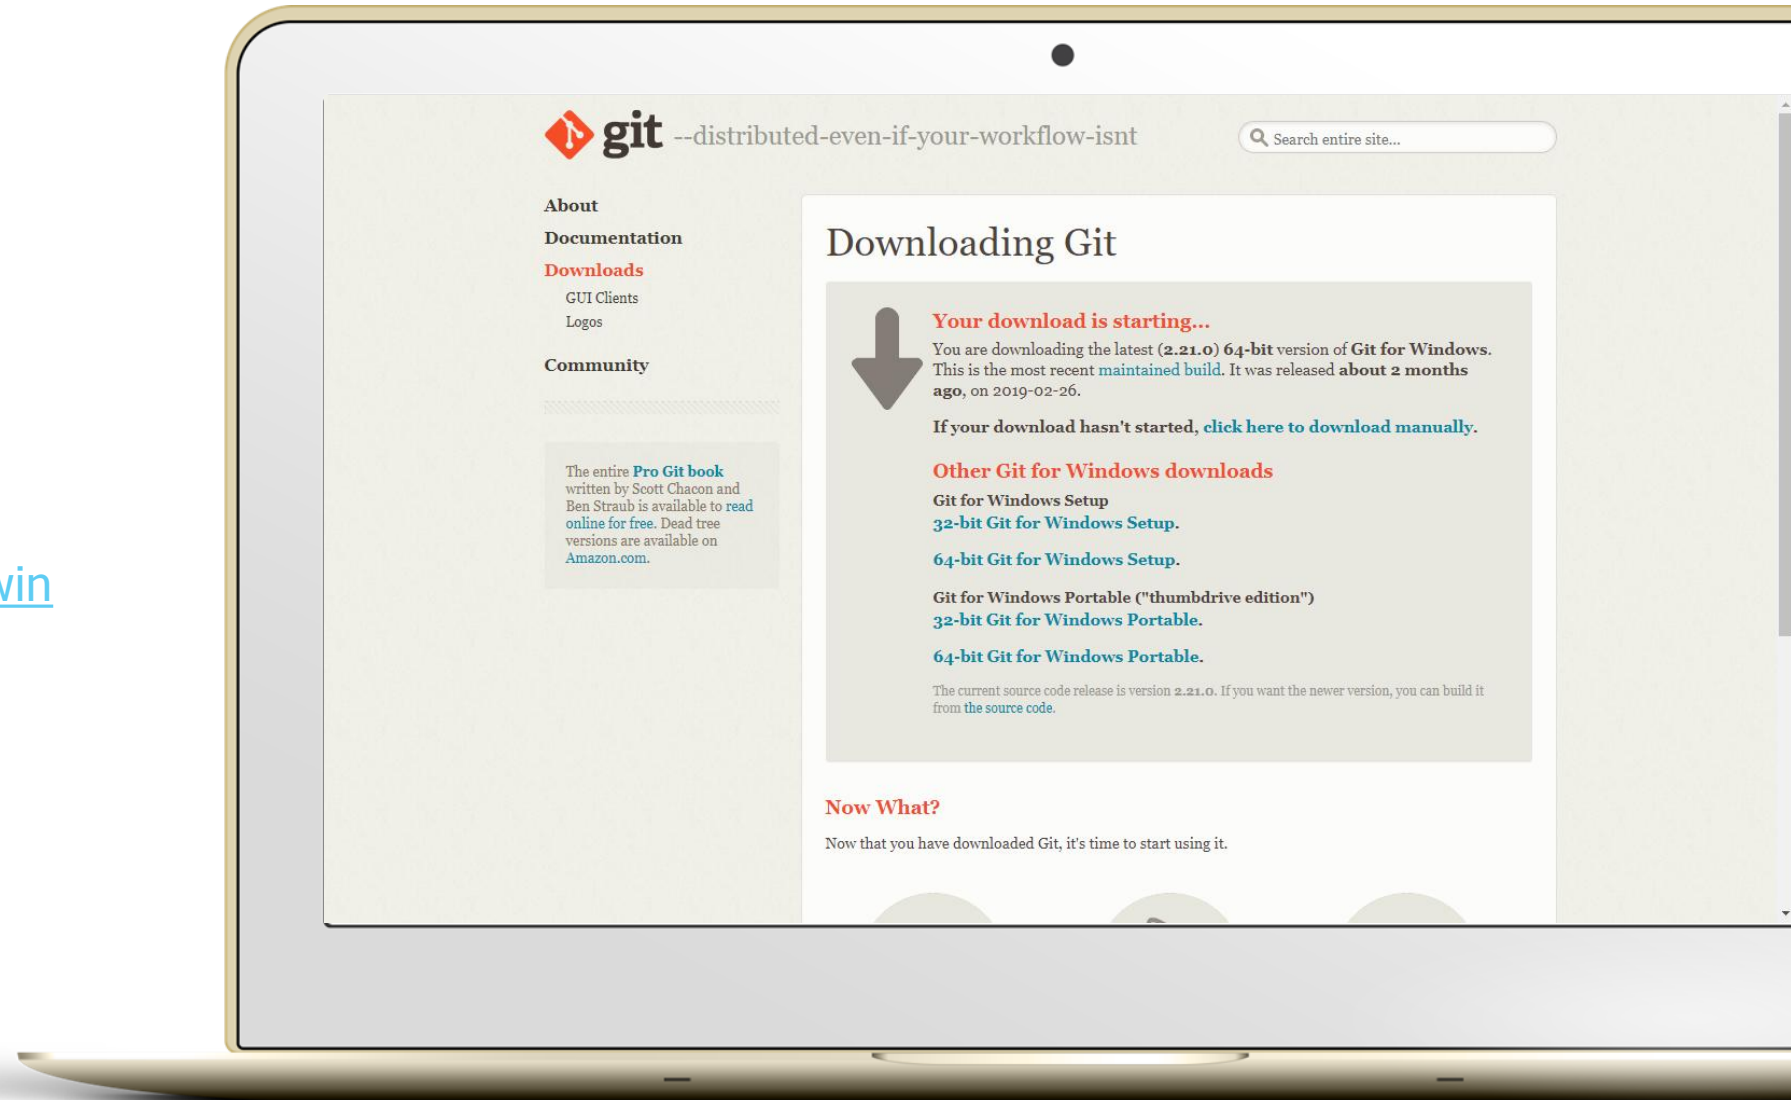 git --distributed-even-if-your-workflow-isnt
Search entire site...
About
Documentation
Downloads
GUI Clients
Logos
Community
The entire Pro Git book
written by Scott Chacon and
Ben Straub is available to read
online for free. Dead tree
versions are available on
Amazon.com.
win
Downloading Git
Your download is starting...
You are downloading the latest (2.21.0) 64-bit version of Git for Windows.
This is the most recent maintained build. It was released about 2 months
ago, on 2019-02-26.
If your download hasn't started, click here to download manually.
Other Git for Windows downloads
Git for Windows Setup
32-bit Git for Windows Setup.
64-bit Git for Windows Setup.
Git for Windows Portable ("thumbdrive edition")
32-bit Git for Windows Portable.
64-bit Git for Windows Portable.
The current source code release is version 2.21.0. If you want the newer version, you can build it
from the source code.
Now What?
Now that you have downloaded Git, it's time to start using it.